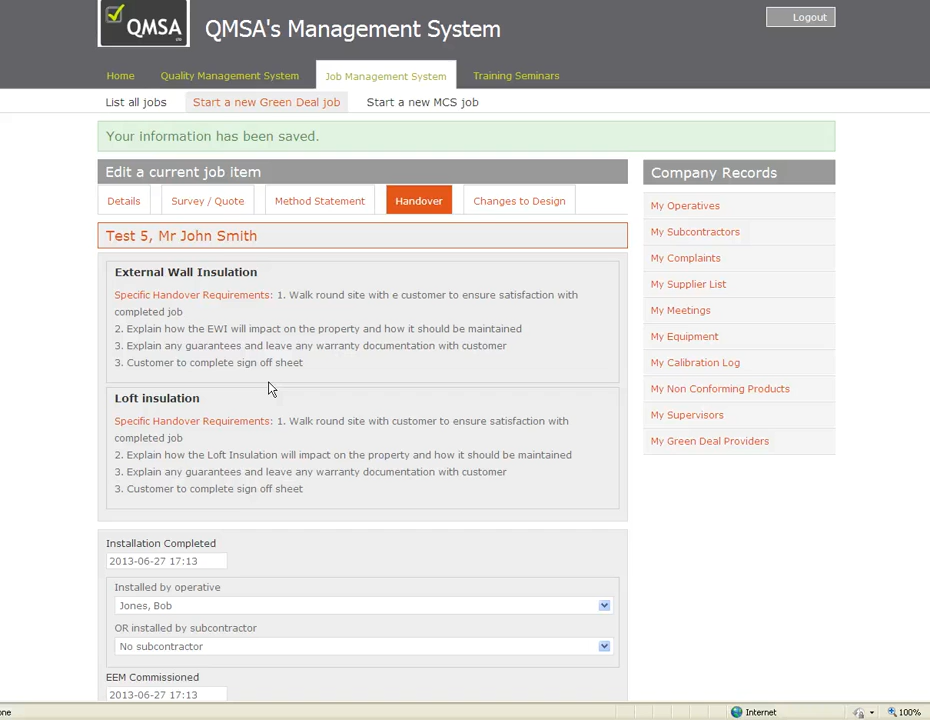 QMSA
LTD
QMSA's Management System
Logout
Home
Quality Management System
Job Management System
Training Seminars
List all jobs
Start a new Green Deal job
Start a new MCS job
Your information has been saved.
Edit a current job item
Details
Survey / Quote
Method Statement
Handover
Changes to Design
Test 5, Mr John Smith
External Wall Insulation
Specific Handover Requirements: 1. Walk round site with e customer to ensure satisfaction with
completed job
2. Explain how the EWI will impact on the property and how it should be maintained
3. Explain any guarantees and leave any warranty documentation with customer
3. Customer to complete sign off sheet
Loft insulation
Specific Handover Requirements: 1. Walk round site with customer to ensure satisfaction with
completed job
2. Explain how the Loft Insulation will impact on the property and how it should be maintained
3. Explain any guarantees and leave any warranty documentation with customer
3. Customer to complete sign off sheet
Installation Completed
2013-06-27 17:13
Installed by operative
Jones, Bob
OR installed by subcontractor
No subcontractor
EEM Commissioned
2013-06-27 17:13
Company Records
My Operatives
My Subcontractors
My Complaints
My Supplier List
My Meetings
My Equipment
My Calibration Log
My Non Conforming Products
My Supervisors
My Green Deal Providers
one
Internet
100%